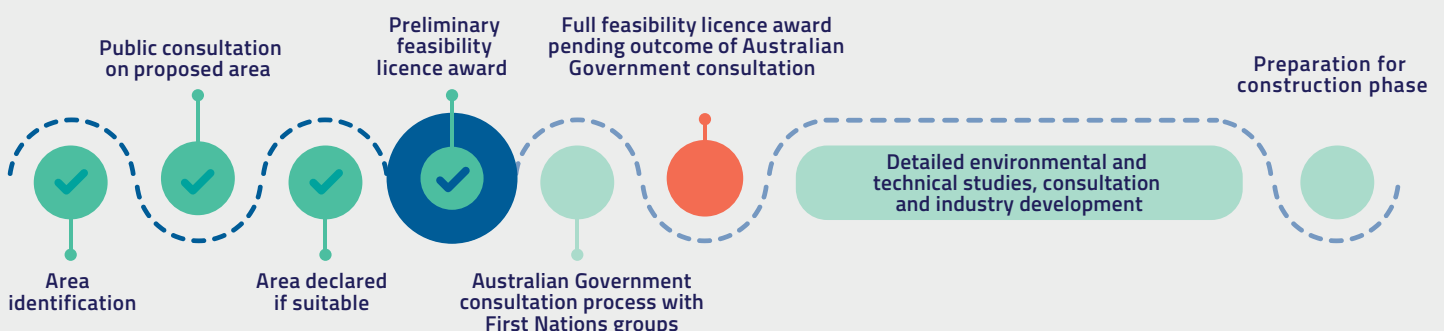 Area
identification
Public consultation
on proposed area
Area declared
if suitable
Preliminary
feasibility
licence award
Australian Government
consultation process with
First Nations groups
Full feasibility licence award
pending outcome of Australian
Government consultation
Detailed environmental and
technical studies, consultation
and industry development
Preparation for
construction phase